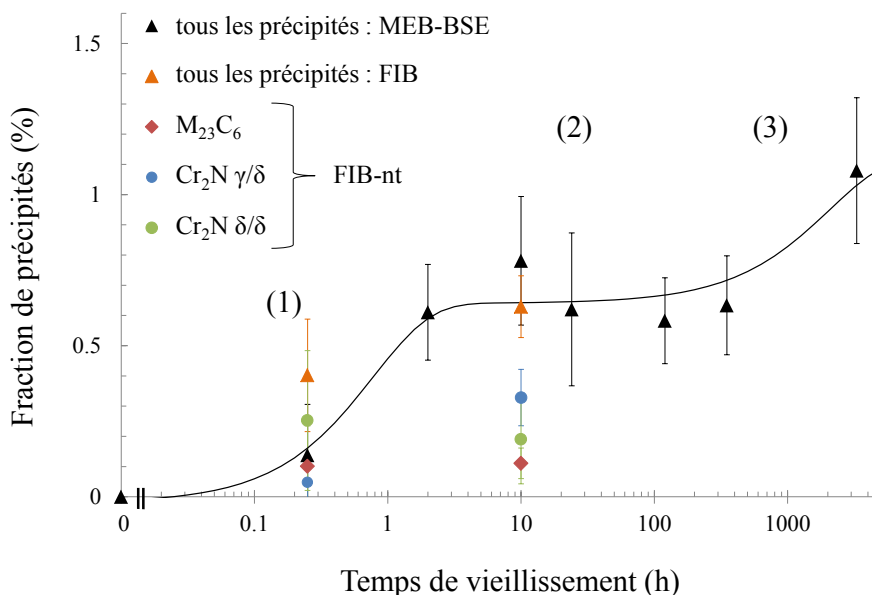 tous les précipités : MEB-BSE
tous les précipités : FIB
M23C6
Cr2N γ/δ
Cr2N δ/δ
FIB-nt
(1)
(2)
(3)
Fraction de précipités (%)
1.5
1
0.5
0
0
0.1
1
10
100
1000
Temps de vieillissement (h)